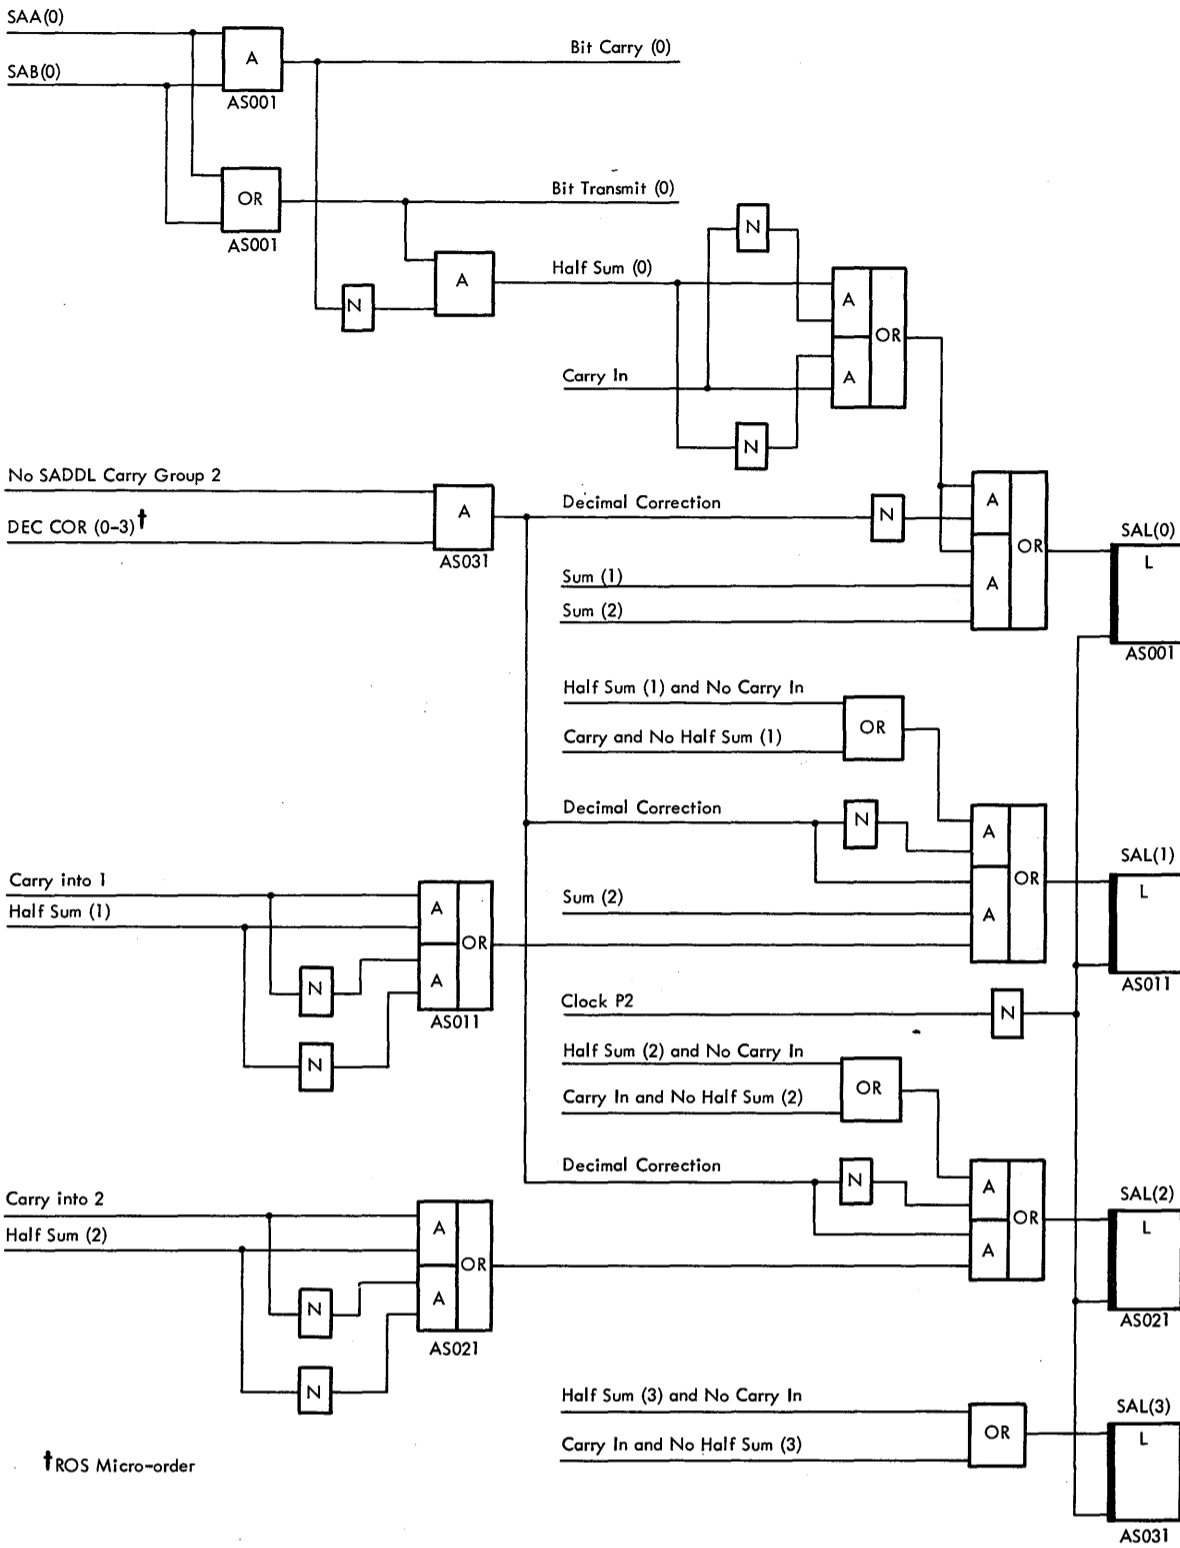 SAA(0)
A
Bit Carry (0)
SAB(0)
AS001
OR
Bit Transmit (0)
AS001
N
A
Half Sum (0)
N
A
OR
Carry In
A
N
No SADDL Carry Group 2
A
Decimal Correction
N
A
DEC COR (0-3)†
AS031
OR
SAL(0)
L
Sum (1)
A
Sum (2)
AS001
Half Sum (1) and No Carry In
OR
Carry and No Half Sum (1)
Decimal Correction
N
A
SAL(1)
OR
L
Carry into 1
A
Sum (2)
A
Half Sum (1)
OR
N
A
AS011
AS011
Clock P2
N
N
Half Sum (2) and No Carry In
OR
Carry In and No Half Sum (2)
Decimal Correction
N
A
SAL(2)
Carry into 2
A
OR
L
Half Sum (2)
OR
A
N
A
AS021
AS021
N
Half Sum (3) and No Carry In
SAL(3)
OR
L
Carry In and No Half Sum (3)
†ROS Micro-order
AS031